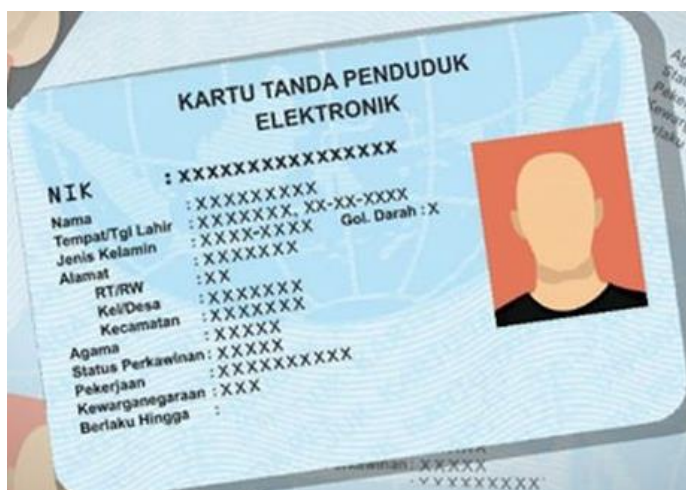 KARTU TANDA PENDUDUK
ELEKTRONIK
NIK : XXXXXXXXXXXXXXXX
Nama : XXXXXXXXX
Tempat/Tgl Lahir : XXXXXXX, XX-XX-XXXX
Jenis Kelamin : XXXX-XXXX Gol. Darah : X
Alamat : XXXXXXX
RT/RW : XX
Kel/Desa : XXXXXXX
Kecamatan : XXXXXXX
Agama : XXXXX
Status Perkawinan : XXXXX
Pekerjaan : XXXXXXXXXX
Kewarganegaraan : XXX
Berlaku Hingga :
: XXXXX